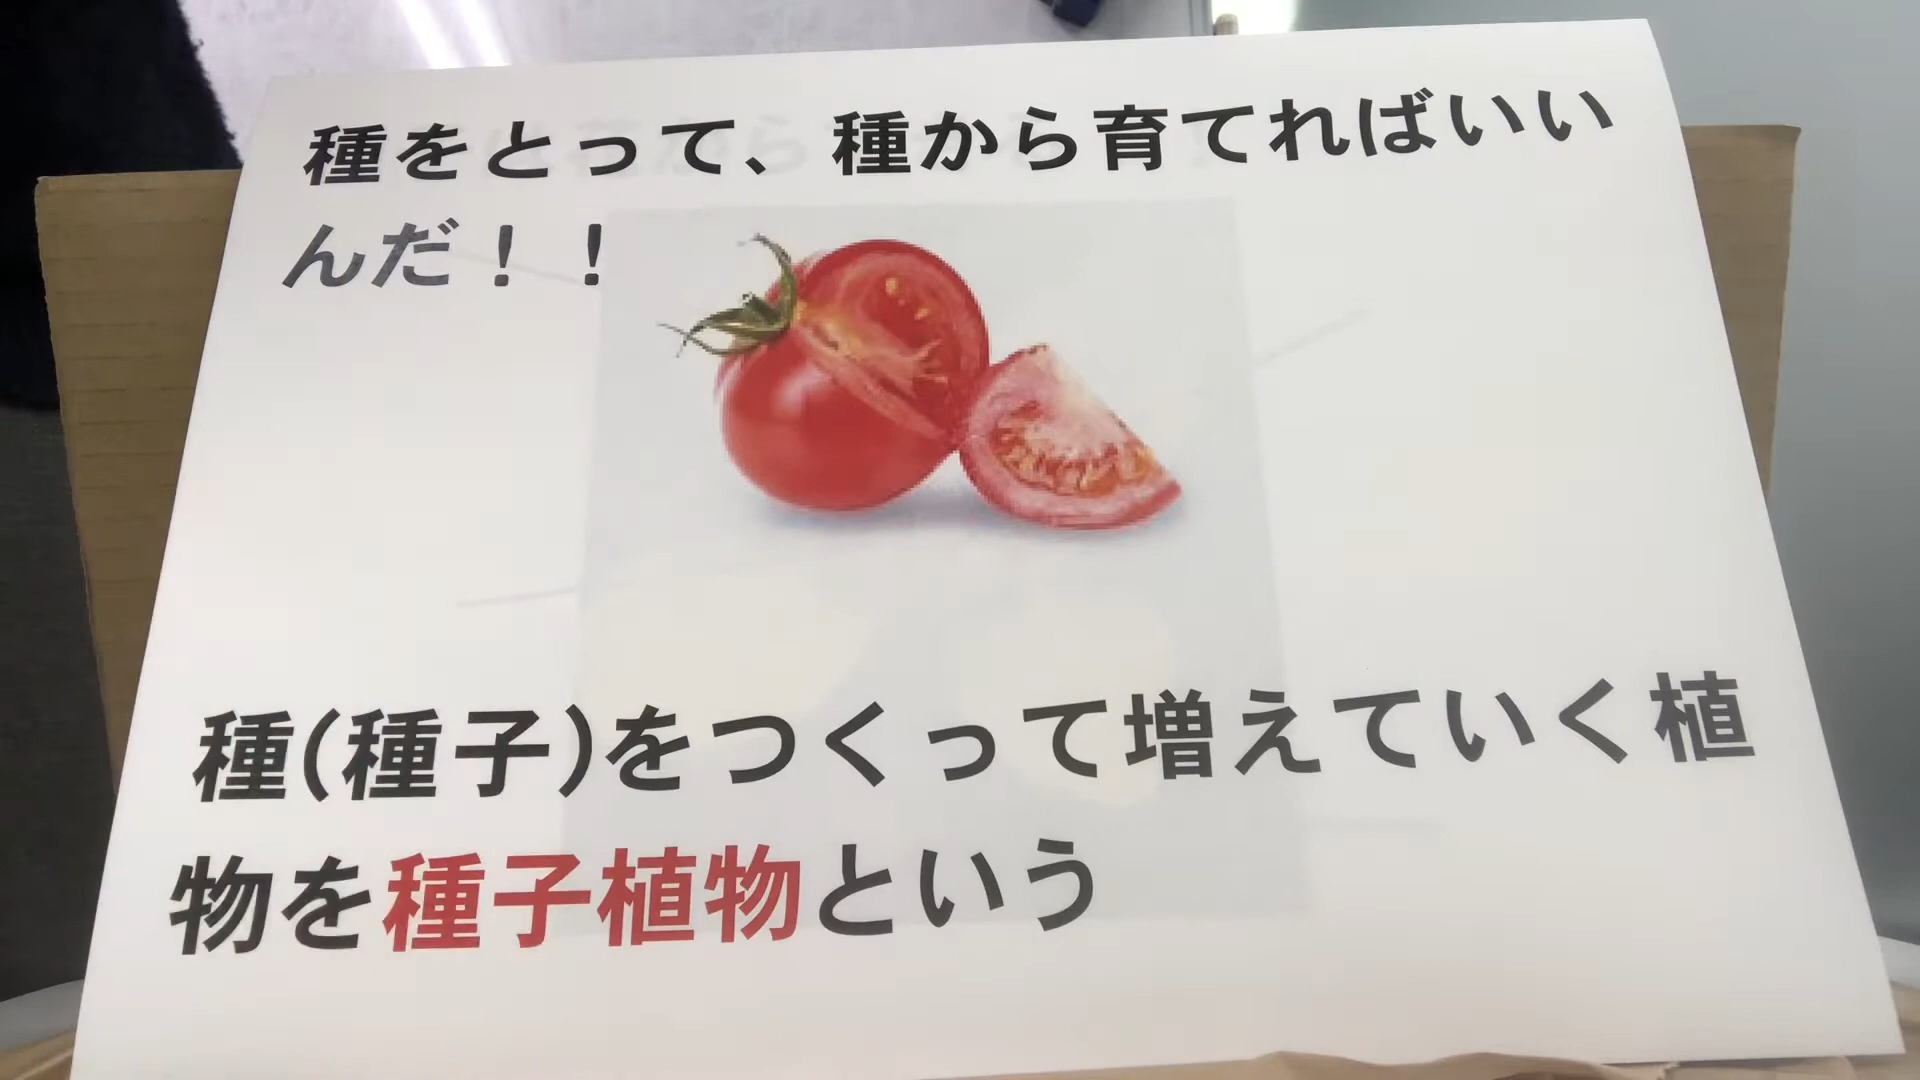 種をとって、種から育てればいい
んだ！！
種(種子)をつくって増えていく植
物を種子植物という